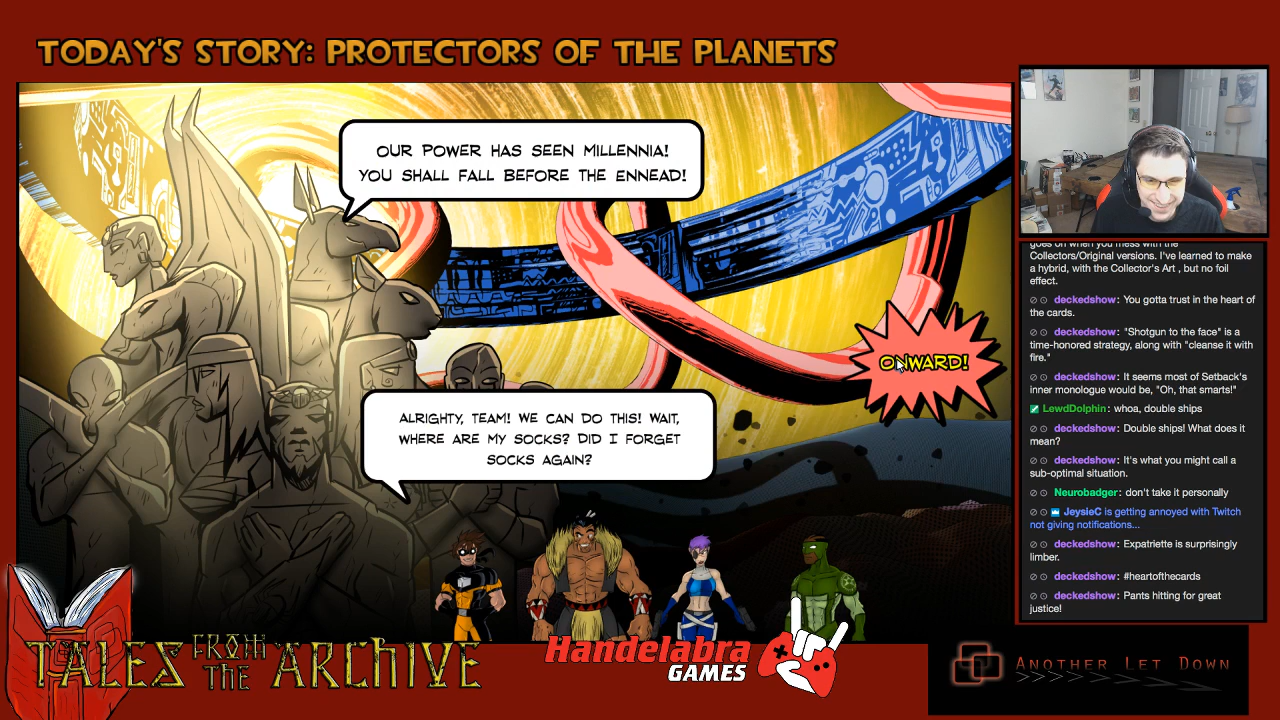 TODAY'S STORY: PROTECTORS OF THE PLANETS
OUR POWER HAS SEEN MILLENNIA!
YOU SHALL FALL BEFORE THE ENNEAD!
ONWARD!
ALRIGHTY, TEAM! WE CAN DO THIS! WAIT,
WHERE ARE MY SOCKS? DID I FORGET
SOCKS AGAIN?
goes on when you mess with the
Collectors/Original versions. I've learned to make
a hybrid, with the Collector's Art , but no foil
effect.
deckedshow: You gotta trust in the heart of
the cards.
deckedshow: "Shotgun to the face" is a
time-honored strategy, along with "cleanse it with
fire."
deckedshow: It seems most of Setback's
inner monologue would be, "Oh, that smarts!"
LewdDolphin: whoa, double ships
deckedshow: Double ships! What does it
mean?
deckedshow: It's what you might call a
sub-optimal situation.
Neurobadger: don't take it personally
JeysieC is getting annoyed with Twitch
not giving notifications...
deckedshow: Expatriette is surprisingly
limber.
deckedshow: #heartofthecards
deckedshow: Pants hitting for great
justice!
TALES FROM THE ARCHIVE
Handelabra
GAMES
ANOTHER LET DOWN